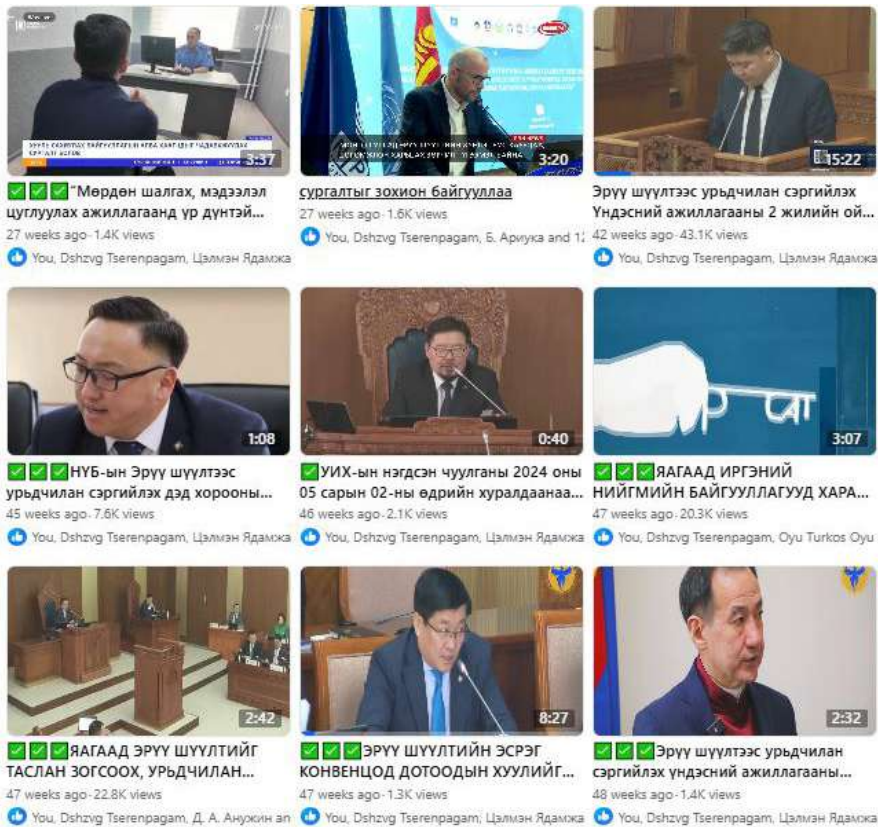 3:37
3:20
15:22
✅✅✅"Мөрдөн шалгах, мэдээлэл
цуглуулах ажиллагаанд үр дүнтэй...
27 weeks ago · 1.4K views
You, Dshzvg Tserenpagam, Цэлмэн Ядамжа
сургалтыг зохион байгууллаа
27 weeks ago · 1.6K views
You, Dshzvg Tserenpagam, Б. Ариука and 12
Эрүү шүүлтээс урьдчилан сэргийлэх
Үндэсний ажиллагааны 2 жилийн ой...
42 weeks ago · 43.1K views
You, Dshzvg Tserenpagam, Цэлмэн Ядамжа
1:08
0:40
3:07
✅✅✅НҮБ-ын Эрүү шүүлтээс
урьдчилан сэргийлэх дэд хорооны...
45 weeks ago · 7.6K views
You, Dshzvg Tserenpagam, Цэлмэн Ядамжа
✅УИХ-ын нэгдсэн чуулганы 2024 оны
05 сарын 02-ны өдрийн хуралдаанаа...
46 weeks ago · 2.1K views
You, Dshzvg Tserenpagam, Цэлмэн Ядамжа
✅✅✅ЯАГААД ИРГЭНИЙ
НИЙГМИЙН БАЙГУУЛЛАГУУД ХАРА...
47 weeks ago · 20.3K views
You, Dshzvg Tserenpagam, Oyu Turkos Oyu
2:42
8:27
2:32
✅✅✅ЯАГААД ЭРҮҮ ШҮҮЛТИЙГ
ТАСЛАН ЗОГСООХ, УРЬДЧИЛАН...
47 weeks ago · 22.8K views
You, Dshzvg Tserenpagam, Д. А. Анужин an
✅✅✅ЭРҮҮ ШҮҮЛТИЙН ЭСРЭГ
КОНВЕНЦОД ДОТООДЫН ХУУЛИЙГ...
47 weeks ago · 1.3K views
You, Dshzvg Tserenpagam, Цэлмэн Ядамжа
✅✅✅Эрүү шүүлтээс урьдчилан
сэргийлэх үндэсний ажиллагааны...
48 weeks ago · 1.4K views
You, Dshzvg Tserenpagam, Цэлмэн Ядамжа